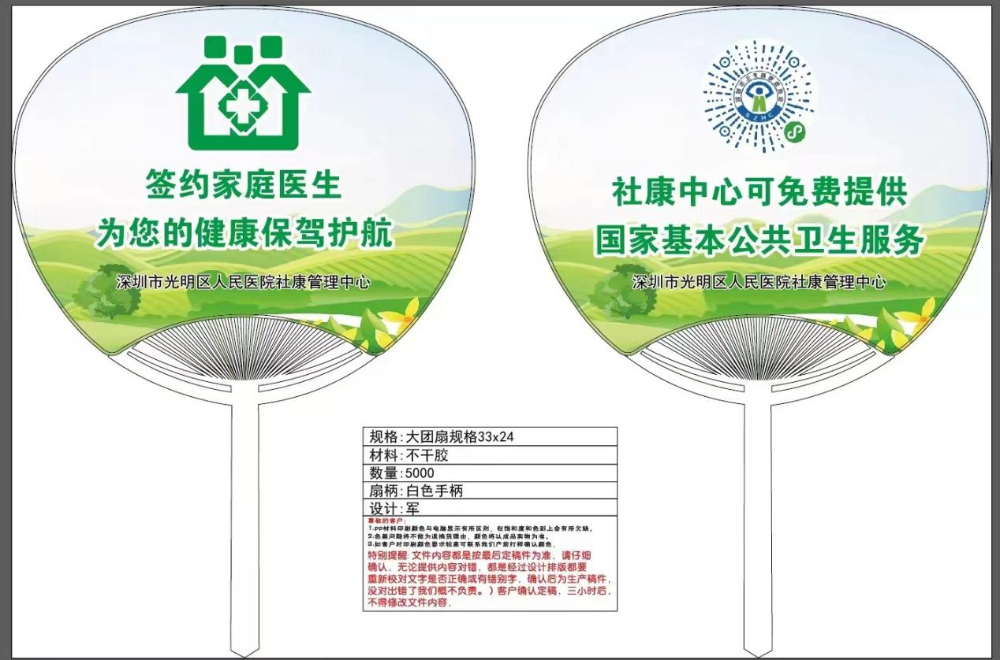 签约家庭医生
为您的健康保驾护航
深圳市光明区人民医院社康管理中心
SZHC
社康中心可免费提供
国家基本公共卫生服务
深圳市光明区人民医院社康管理中心
规格:大团扇规格33x24
材料:不干胶
数量:5000
扇柄:白色手柄
设计:军
尊敬的客户:
1.PP材料印刷颜色与电脑显示有所区别，在饱和度和色彩上会有所欠缺。
2.色差问题将不做为退换货理由，颜色将以成品实物为准。
3.如客户对印刷颜色要求较高可联系我们产前打样确认颜色。
特别提醒:文件内容都是按最后定稿件为准，请仔细
确认，无论提供内容对错，都是经过设计排版都要
重新校对文字是否正确或有错别字，确认后为生产稿件，
没对出错了我们概不负责。）客户确认定稿，三小时后，
不得修改文件内容，